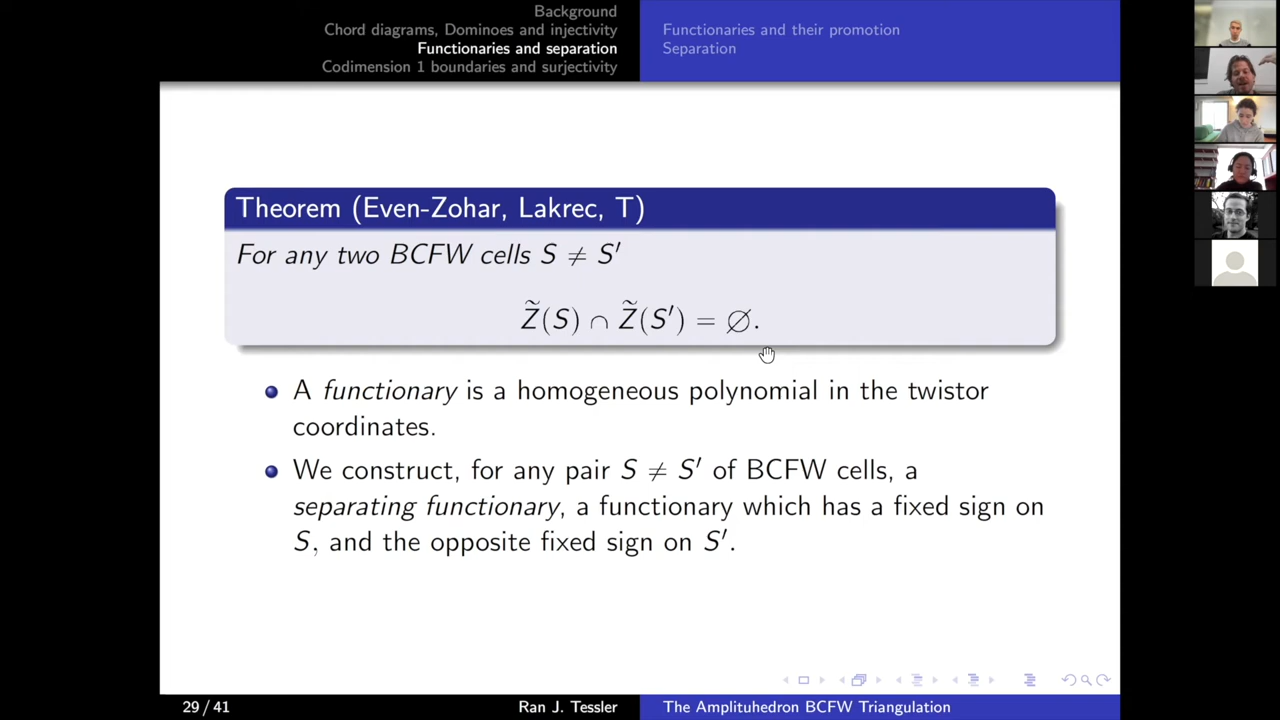 Background
Chord diagrams, Dominoes and injectivity
Functionaries and separation
Codimension 1 boundaries and surjectivity
Functionaries and their promotion
Separation
Theorem (Even-Zohar, Lakrec, T)
For any two BCFW cells S ≠ S′
Z̃(S) ∩ Z̃(S′) = ∅.
A functionary is a homogeneous polynomial in the twistor
coordinates.
We construct, for any pair S ≠ S′ of BCFW cells, a
separating functionary, a functionary which has a fixed sign on
S, and the opposite fixed sign on S′.
29 / 41
Ran J. Tessler
The Amplituhedron BCFW Triangulation